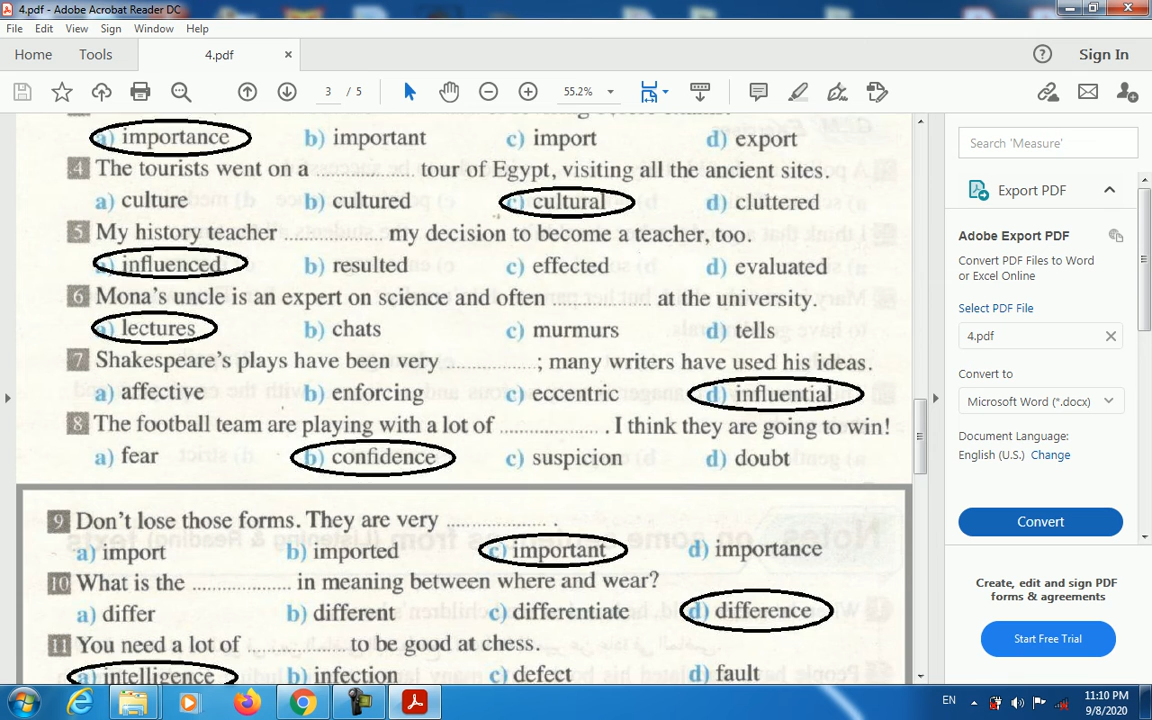 4.pdf - Adobe Acrobat Reader DC
File Edit View Sign Window Help
Home Tools 4.pdf × ? Sign In
3 / 5 55.2%
a) importance b) important c) import d) export
4 The tourists went on a .................. tour of Egypt, visiting all the ancient sites.
a) culture b) cultured c) cultural d) cluttered
5 My history teacher .................. my decision to become a teacher, too.
a) influenced b) resulted c) effected d) evaluated
6 Mona's uncle is an expert on science and often .................. at the university.
a) lectures b) chats c) murmurs d) tells
7 Shakespeare's plays have been very .................. ; many writers have used his ideas.
a) affective b) enforcing c) eccentric d) influential
8 The football team are playing with a lot of .................. . I think they are going to win!
a) fear b) confidence c) suspicion d) doubt
9 Don't lose those forms. They are very .................. .
a) import b) imported c) important d) importance
10 What is the .................. in meaning between where and wear?
a) differ b) different c) differentiate d) difference
11 You need a lot of .................. to be good at chess.
a) intelligence b) infection c) defect d) fault
Search 'Measure'
Export PDF
Adobe Export PDF
Convert PDF Files to Word
or Excel Online
Select PDF File
4.pdf ×
Convert to
Microsoft Word (*.docx)
Document Language:
English (U.S.) Change
Convert
Create, edit and sign PDF
forms & agreements
Start Free Trial
EN 11:10 PM
9/8/2020